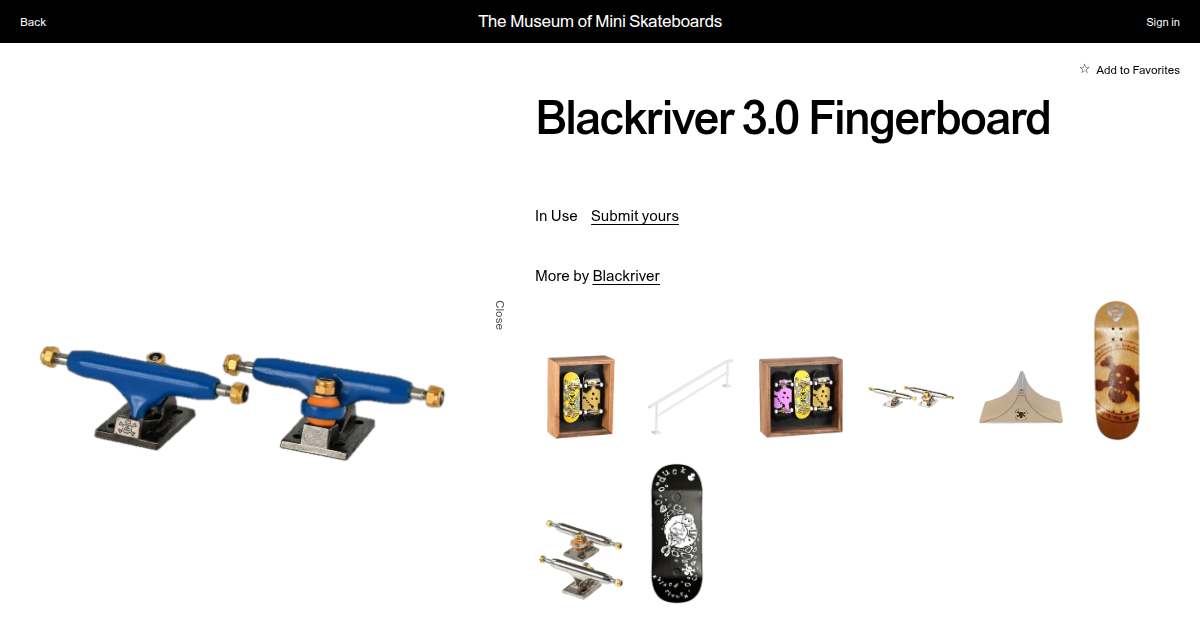 Back
The Museum of Mini Skateboards
Sign in
☆ Add to Favorites
Blackriver 3.0 Fingerboard
In Use Submit yours
More by Blackriver
Close